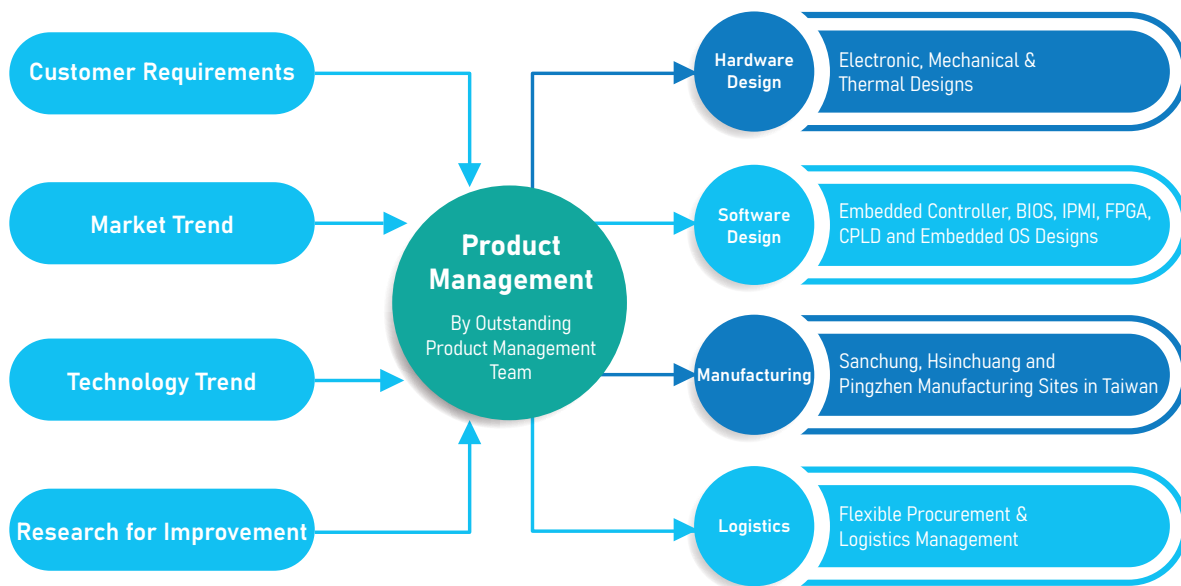 Customer Requirements
Market Trend
Technology Trend
Research for Improvement
Product
Management
By Outstanding
Product Management
Team
Hardware
Design
Electronic, Mechanical &
Thermal Designs
Software
Design
Embedded Controller, BIOS, IPMI, FPGA,
CPLD and Embedded OS Designs
Manufacturing
Sanchung, Hsinchuang and
Pingzhen Manufacturing Sites in Taiwan
Logistics
Flexible Procurement &
Logistics Management